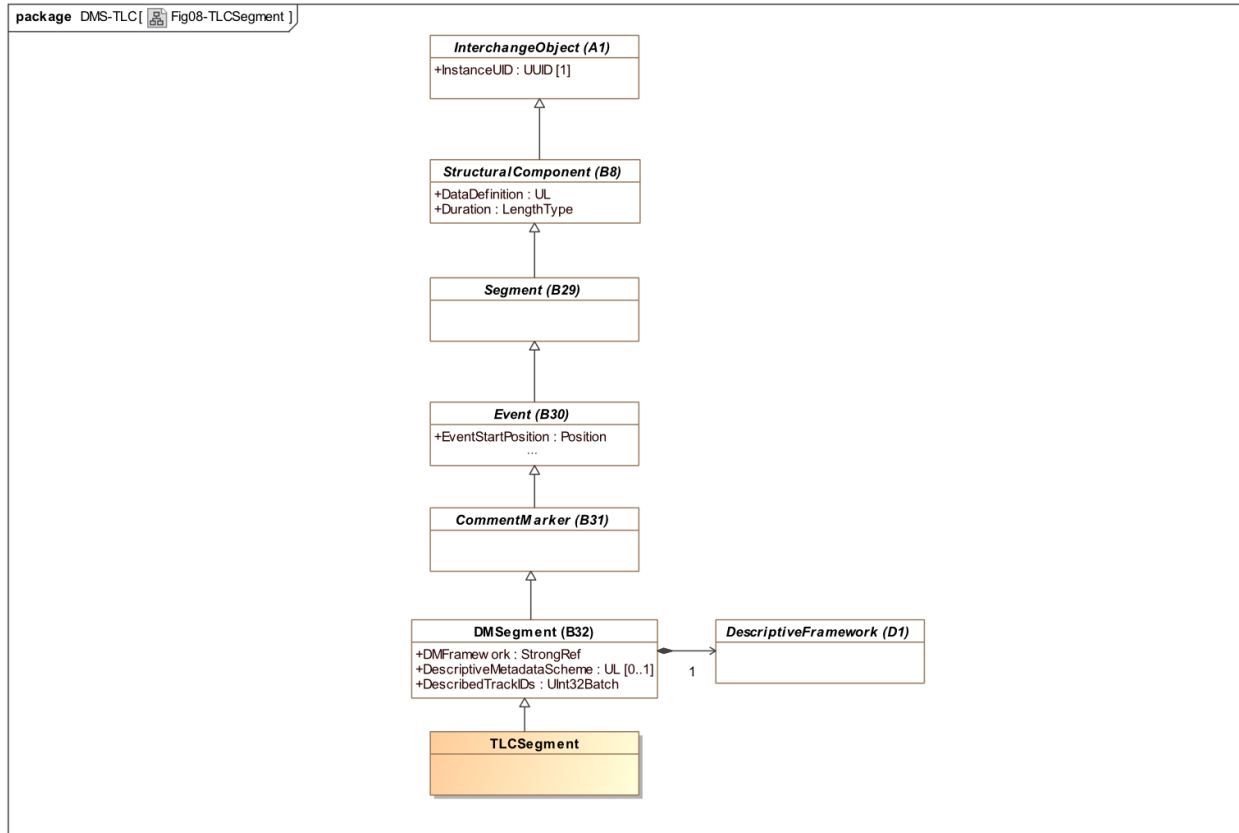 package DMS-TLC[ Fig08-TLCSegment ]
InterchangeObject (A1)
+InstanceUID : UUID [1]
StructuralComponent (B8)
+DataDefinition : UL
+Duration : LengthType
Segment (B29)
Event (B30)
+EventStartPosition : Position
...
CommentMarker (B31)
DMSegment (B32)
+DMFramework : StrongRef
+DescriptiveMetadataScheme : UL [0..1]
+DescribedTrackIDs : UInt32Batch
1
DescriptiveFramework (D1)
TLCSegment